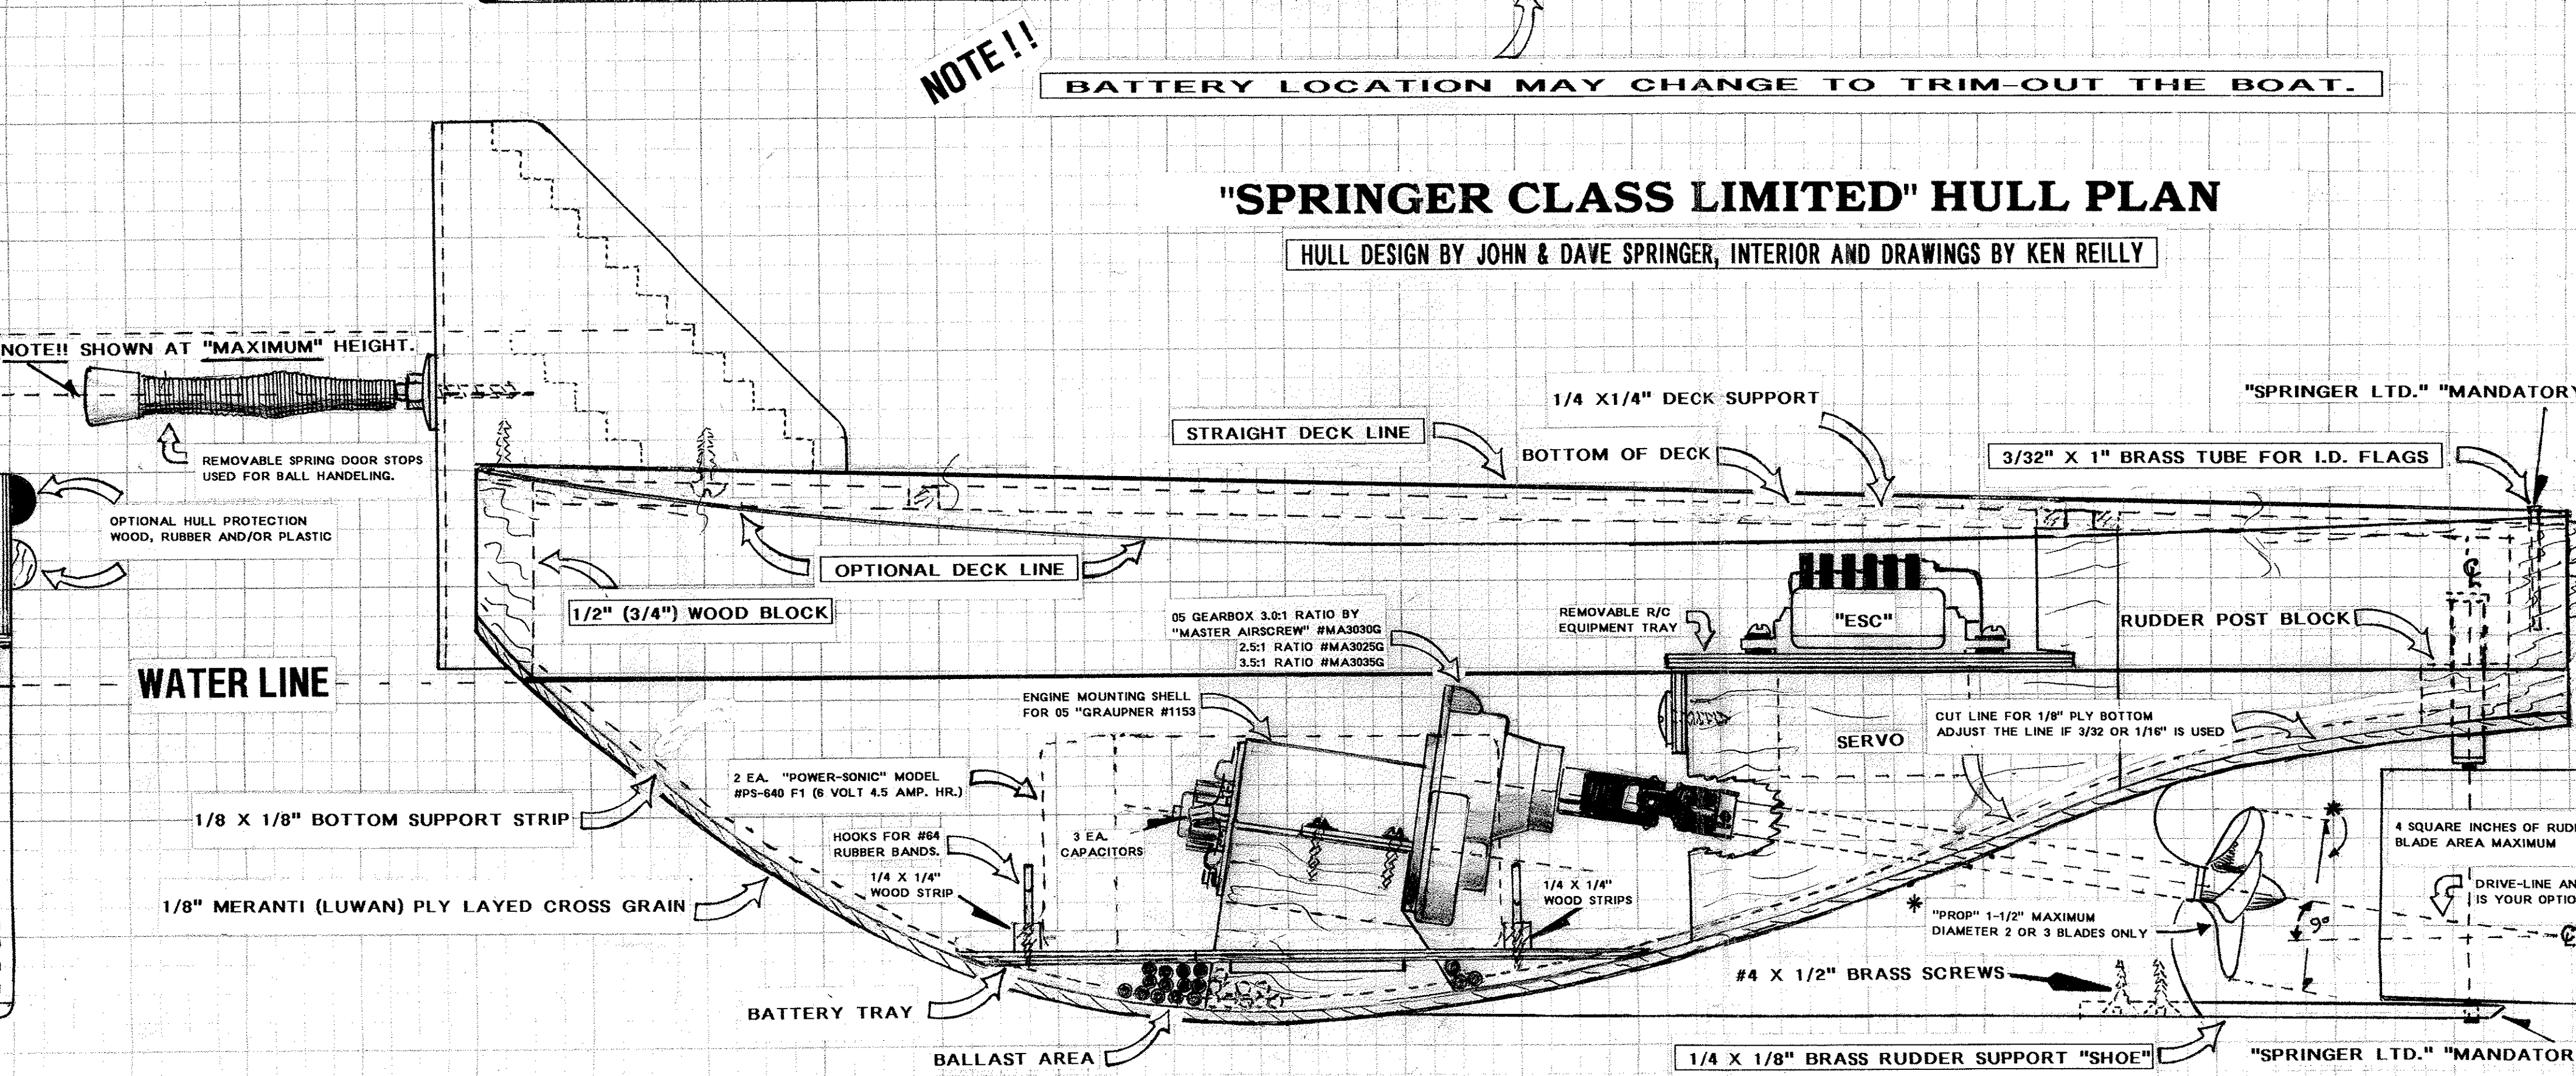 NOTE!!
BATTERY LOCATION MAY CHANGE TO TRIM-OUT THE BOAT.
"SPRINGER CLASS LIMITED" HULL PLAN
HULL DESIGN BY JOHN & DAVE SPRINGER, INTERIOR AND DRAWINGS BY KEN REILLY
NOTE!! SHOWN AT "MAXIMUM" HEIGHT.
REMOVABLE SPRING DOOR STOPS
USED FOR BALL HANDELING.
OPTIONAL HULL PROTECTION
WOOD, RUBBER AND/OR PLASTIC
1/4 X1/4" DECK SUPPORT
STRAIGHT DECK LINE
BOTTOM OF DECK
"SPRINGER LTD." "MANDATORY
3/32" X 1" BRASS TUBE FOR I.D. FLAGS
OPTIONAL DECK LINE
1/2" (3/4") WOOD BLOCK
05 GEARBOX 3.0:1 RATIO BY
"MASTER AIRSCREW" #MA3030G
2.5:1 RATIO #MA3025G
3.5:1 RATIO #MA3035G
REMOVABLE R/C
EQUIPMENT TRAY
"ESC"
RUDDER POST BLOCK
WATER LINE
ENGINE MOUNTING SHELL
FOR 05 "GRAUPNER #1153
SERVO
CUT LINE FOR 1/8" PLY BOTTOM
ADJUST THE LINE IF 3/32 OR 1/16" IS USED
2 EA. "POWER-SONIC" MODEL
#PS-640 F1 (6 VOLT 4.5 AMP. HR.)
1/8 X 1/8" BOTTOM SUPPORT STRIP
HOOKS FOR #64
RUBBER BANDS.
3 EA.
CAPACITORS
1/4 X 1/4"
WOOD STRIP
1/4 X 1/4"
WOOD STRIPS
1/8" MERANTI (LUWAN) PLY LAYED CROSS GRAIN
4 SQUARE INCHES OF RUDD
BLADE AREA MAXIMUM
DRIVE-LINE AN
IS YOUR OPTIO
* "PROP" 1-1/2" MAXIMUM
DIAMETER 2 OR 3 BLADES ONLY
*
9°
#4 X 1/2" BRASS SCREWS
BATTERY TRAY
BALLAST AREA
1/4 X 1/8" BRASS RUDDER SUPPORT "SHOE"
"SPRINGER LTD." "MANDATOR